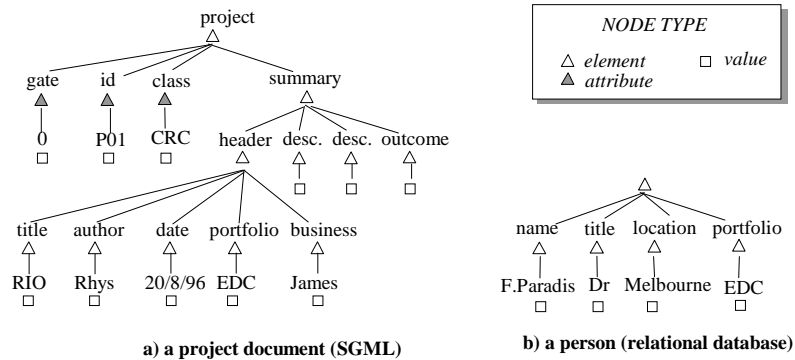 project
NODE TYPE
element
value
attribute
gate id class summary
0 P01 CRC
header desc. desc. outcome
title author date portfolio business
RIO Rhys 20/8/96 EDC James
name title location portfolio
F.Paradis Dr Melbourne EDC
a) a project document (SGML)
b) a person (relational database)